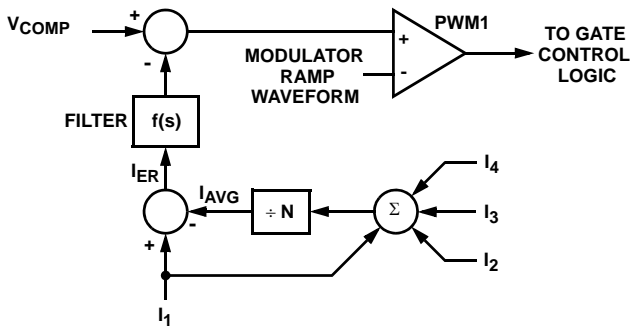 VCOMP
+
-
PWM1
+
-
MODULATOR
RAMP
WAVEFORM
TO GATE
CONTROL
LOGIC
FILTER
f(s)
IER
IAVG
÷ N
Σ
I4
I3
I2
-
+
I1